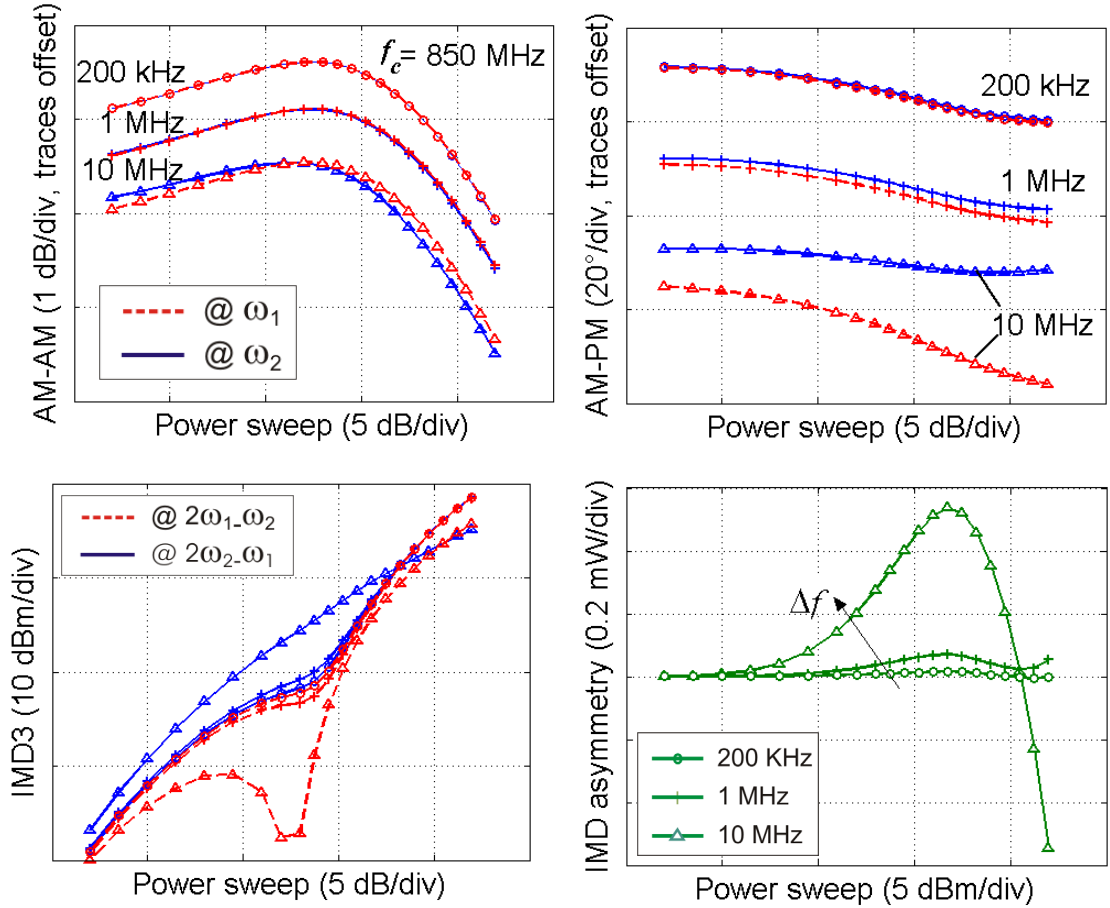 AM-AM (1 dB/div, traces offset)
200 kHz
1 MHz
10 MHz
fc= 850 MHz
@ ω1
@ ω2
Power sweep (5 dB/div)
AM-PM (20°/div, traces offset)
200 kHz
1 MHz
10 MHz
Power sweep (5 dB/div)
IMD3 (10 dBm/div)
@ 2ω1-ω2
@ 2ω2-ω1
Power sweep (5 dB/div)
IMD asymmetry (0.2 mW/div)
Δf
200 KHz
1 MHz
10 MHz
Power sweep (5 dBm/div)